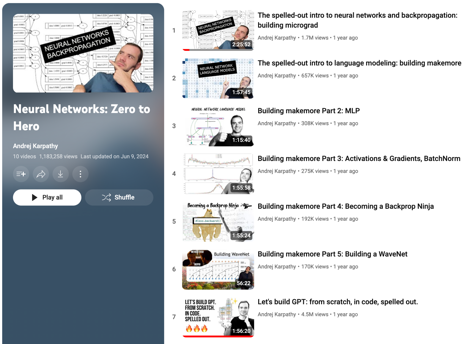 NEURAL NETWORKS
BACKPROPAGATION
Neural Networks: Zero to
Hero
Andrej Karpathy
10 videos 1,183,258 views Last updated on Jun 9, 2024
Play all
Shuffle
1
NEURAL NETWORKS
BACKPROPAGATION
2:25:52
The spelled-out intro to neural networks and backpropagation:
building micrograd
Andrej Karpathy • 1.7M views • 1 year ago
2
NEURAL NETWORK
LANGUAGE MODELS
1:57:45
The spelled-out intro to language modeling: building makemore
Andrej Karpathy • 657K views • 1 year ago
3
1:15:40
Building makemore Part 2: MLP
Andrej Karpathy • 308K views • 1 year ago
4
1:55:58
Building makemore Part 3: Activations & Gradients, BatchNorm
Andrej Karpathy • 275K views • 1 year ago
5
Becoming a Backprop Ninja
1:55:24
Building makemore Part 4: Becoming a Backprop Ninja
Andrej Karpathy • 192K views • 1 year ago
6
Building WaveNet
56:22
Building makemore Part 5: Building a WaveNet
Andrej Karpathy • 170K views • 1 year ago
7
LET'S BUILD GPT.
FROM SCRATCH.
IN CODE.
SPELLED OUT.
1:56:20
Let's build GPT: from scratch, in code, spelled out.
Andrej Karpathy • 4.5M views • 1 year ago